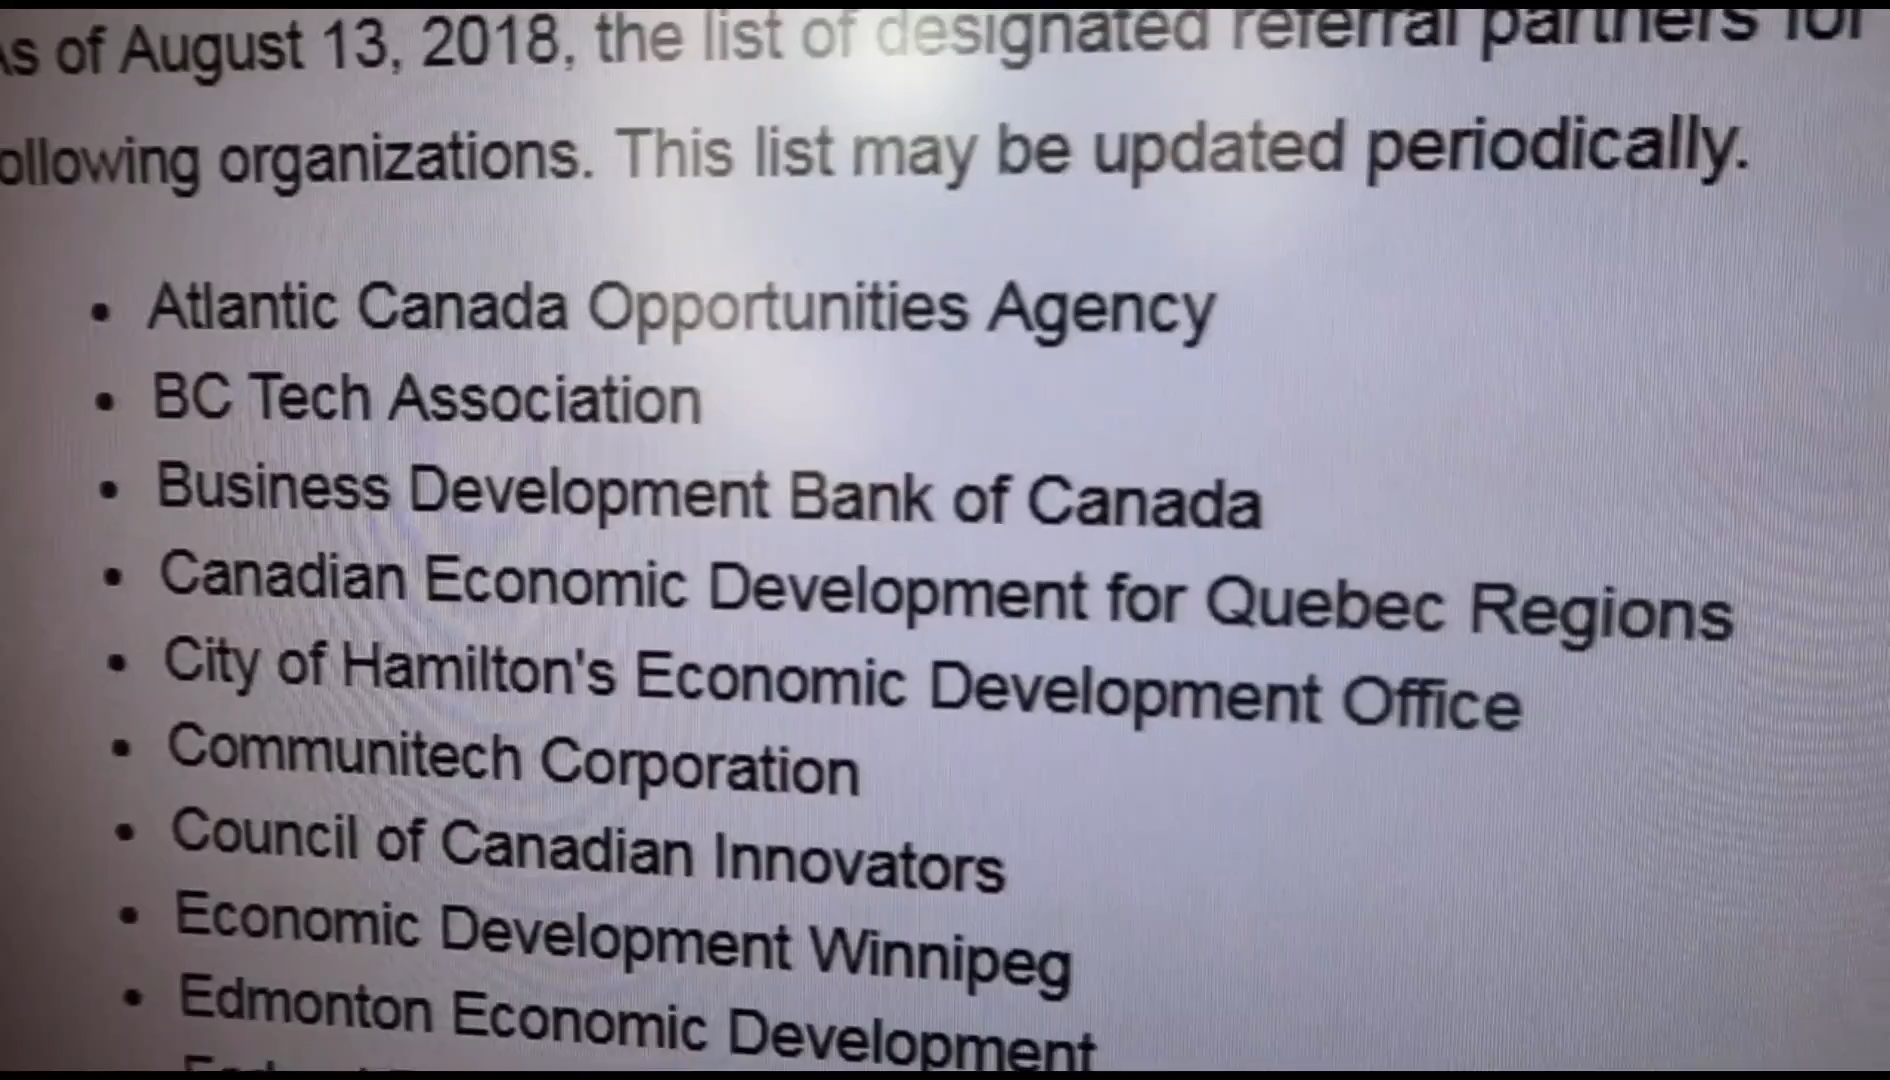 As of August 13, 2018, the list of designated referral partners for
ollowing organizations. This list may be updated periodically.
• Atlantic Canada Opportunities Agency
• BC Tech Association
• Business Development Bank of Canada
• Canadian Economic Development for Quebec Regions
• City of Hamilton's Economic Development Office
• Communitech Corporation
• Council of Canadian Innovators
• Economic Development Winnipeg
• Edmonton Economic Development